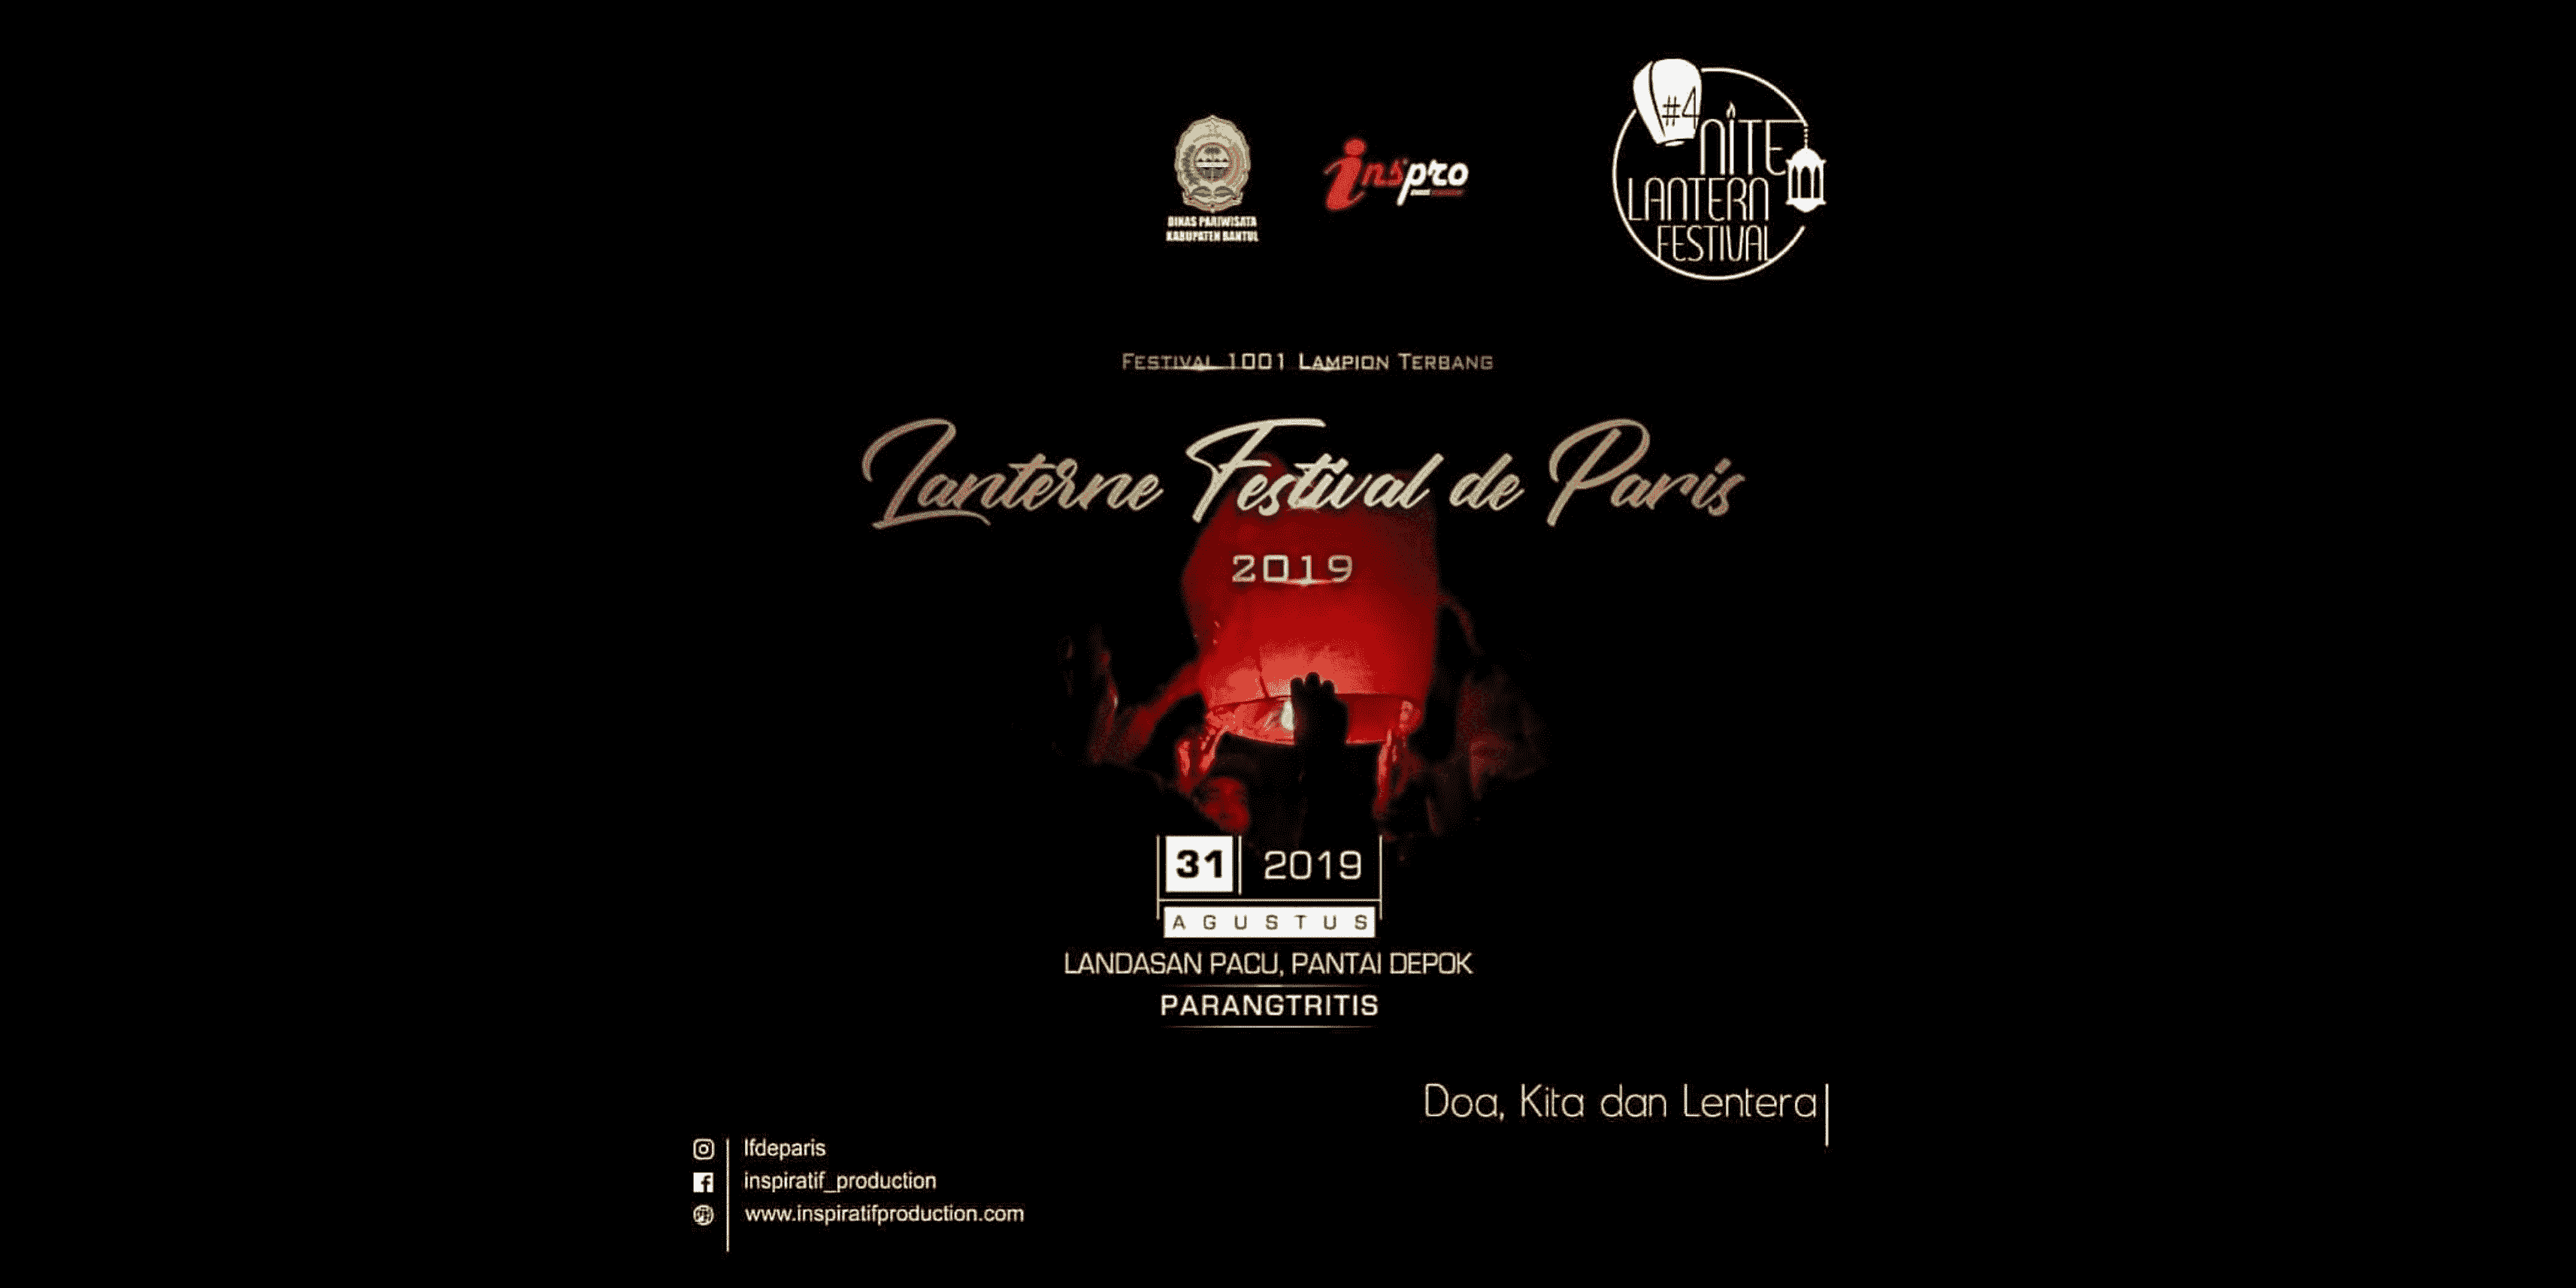 #4
NITE
LANTERN
FESTIVAL
DINAS PARIWISATA
KABUPATEN BANTUL
inspro
FESTIVAL 1001 LAMPION TERBANG
Lanterne Festival de Paris
2019
31 2019
AGUSTUS
LANDASAN PACU, PANTAI DEPOK
PARANGTRITIS
Doa, Kita dan Lentera
lfdeparis
inspiratif_production
www.inspiratifproduction.com